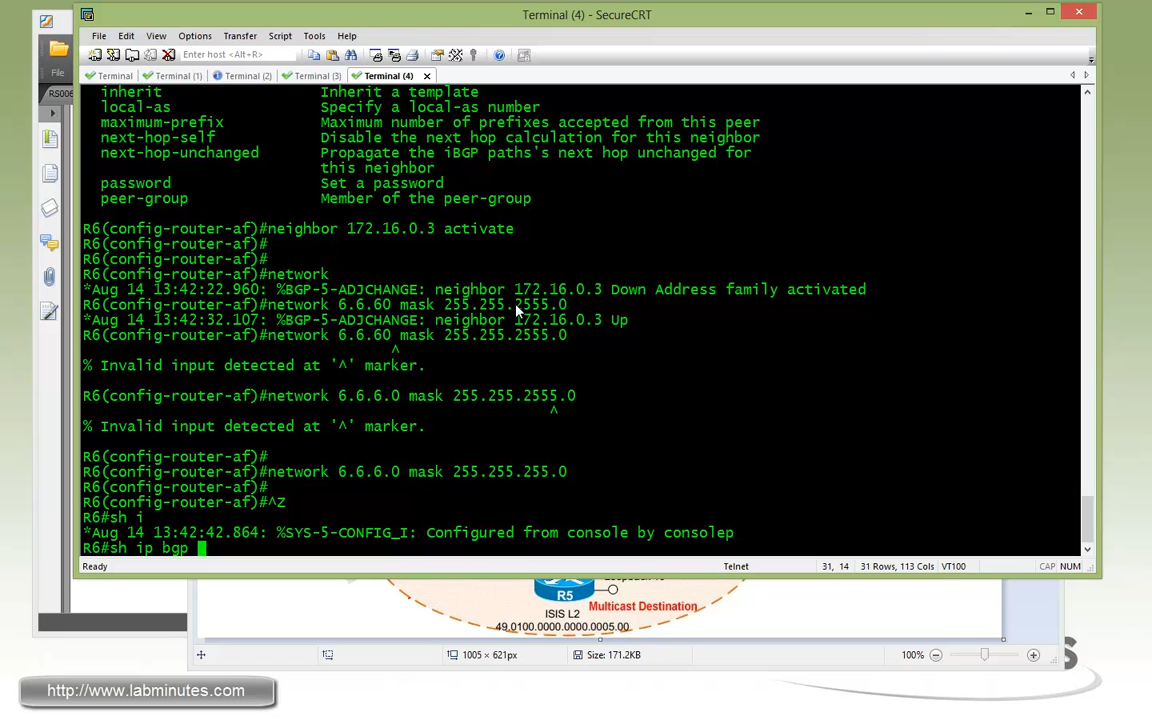 Terminal (4) - SecureCRT
File Edit View Options Transfer Script Tools Help
Enter host <Alt+R>
File
RS006
Terminal Terminal (1) Terminal (2) Terminal (3) Terminal (4)
inherit Inherit a template
local-as Specify a local-as number
maximum-prefix Maximum number of prefixes accepted from this peer
next-hop-self Disable the next hop calculation for this neighbor
next-hop-unchanged Propagate the iBGP paths's next hop unchanged for
this neighbor
password Set a password
peer-group Member of the peer-group
R6(config-router-af)#neighbor 172.16.0.3 activate
R6(config-router-af)#
R6(config-router-af)#
R6(config-router-af)#network
*Aug 14 13:42:22.960: %BGP-5-ADJCHANGE: neighbor 172.16.0.3 Down Address family activated
R6(config-router-af)#network 6.6.60 mask 255.255.2555.0
*Aug 14 13:42:32.107: %BGP-5-ADJCHANGE: neighbor 172.16.0.3 Up
R6(config-router-af)#network 6.6.60 mask 255.255.2555.0
^
% Invalid input detected at '^' marker.
R6(config-router-af)#network 6.6.6.0 mask 255.255.2555.0
^
% Invalid input detected at '^' marker.
R6(config-router-af)#
R6(config-router-af)#network 6.6.6.0 mask 255.255.255.0
R6(config-router-af)#
R6(config-router-af)#^Z
R6#sh i
*Aug 14 13:42:42.864: %SYS-5-CONFIG_I: Configured from console by consolep
R6#sh ip bgp
Ready Telnet 31, 14 31 Rows, 113 Cols VT100 CAP NUM
R5
Multicast Destination
ISIS L2
49.0100.0000.0000.0005.00
1005 × 621px Size: 171.2KB 100%
http://www.labminutes.com